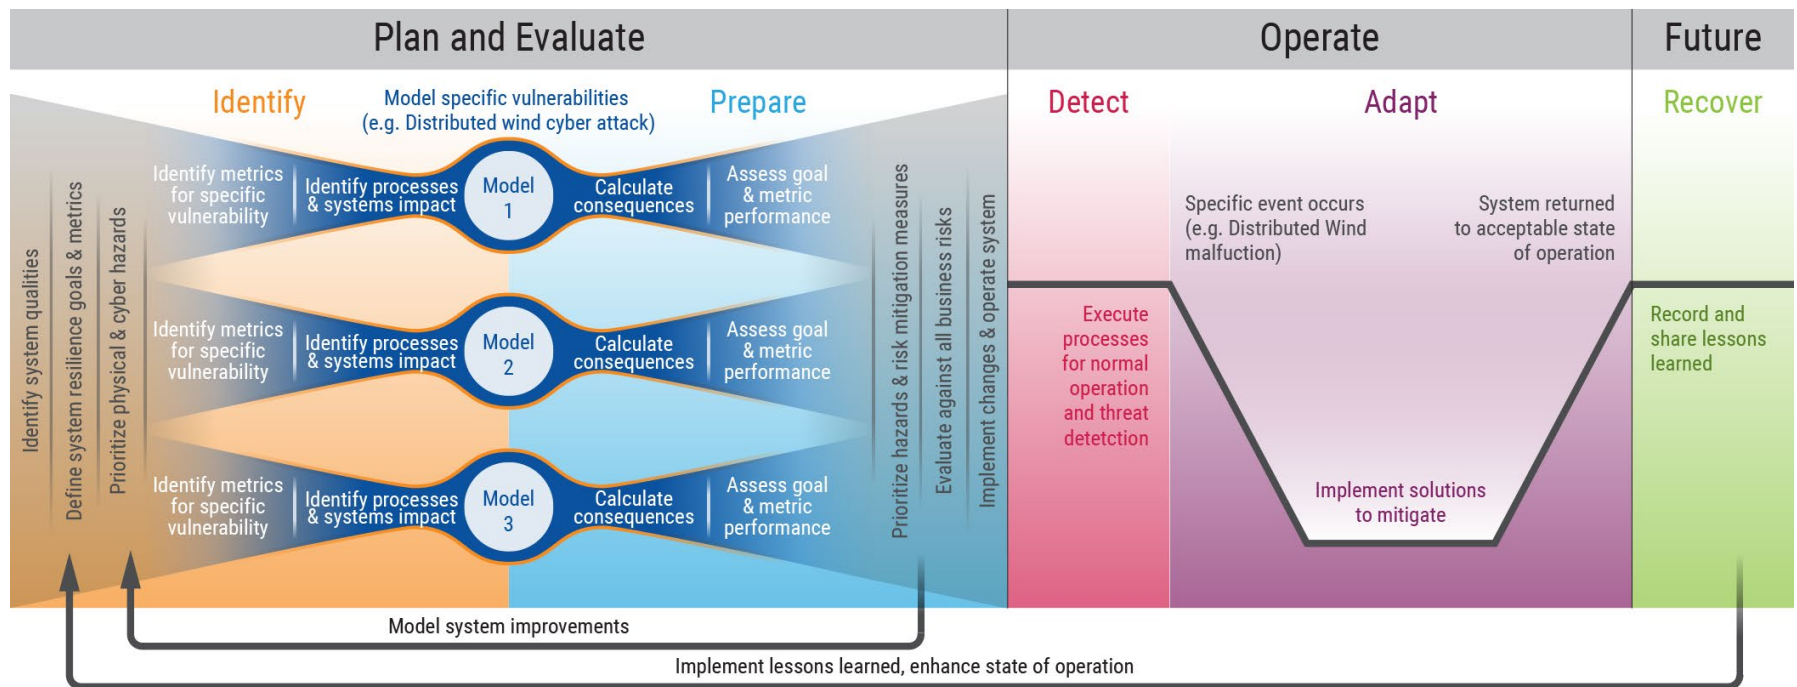 Plan and Evaluate
Operate
Future
Identify
Model specific vulnerabilities
(e.g. Distributed wind cyber attack)
Prepare
Detect
Adapt
Recover
Identify system qualities
Define system resilience goals & metrics
Prioritize physical & cyber hazards
Identify metrics
for specific
vulnerability
Identify processes
& systems impact
Model
1
Calculate
consequences
Assess goal
& metric
performance
Identify metrics
for specific
vulnerability
Identify processes
& systems impact
Model
2
Calculate
consequences
Assess goal
& metric
performance
Identify metrics
for specific
vulnerability
Identify processes
& systems impact
Model
3
Calculate
consequences
Assess goal
& metric
performance
Prioritize hazards & risk mitigation measures
Evaluate against all business risks
Implement changes & operate system
Execute
processes
for normal
operation
and threat
detetction
Specific event occurs
(e.g. Distributed Wind
malfuction)
System returned
to acceptable state
of operation
Implement solutions
to mitigate
Record and
share lessons
learned
Model system improvements
Implement lessons learned, enhance state of operation